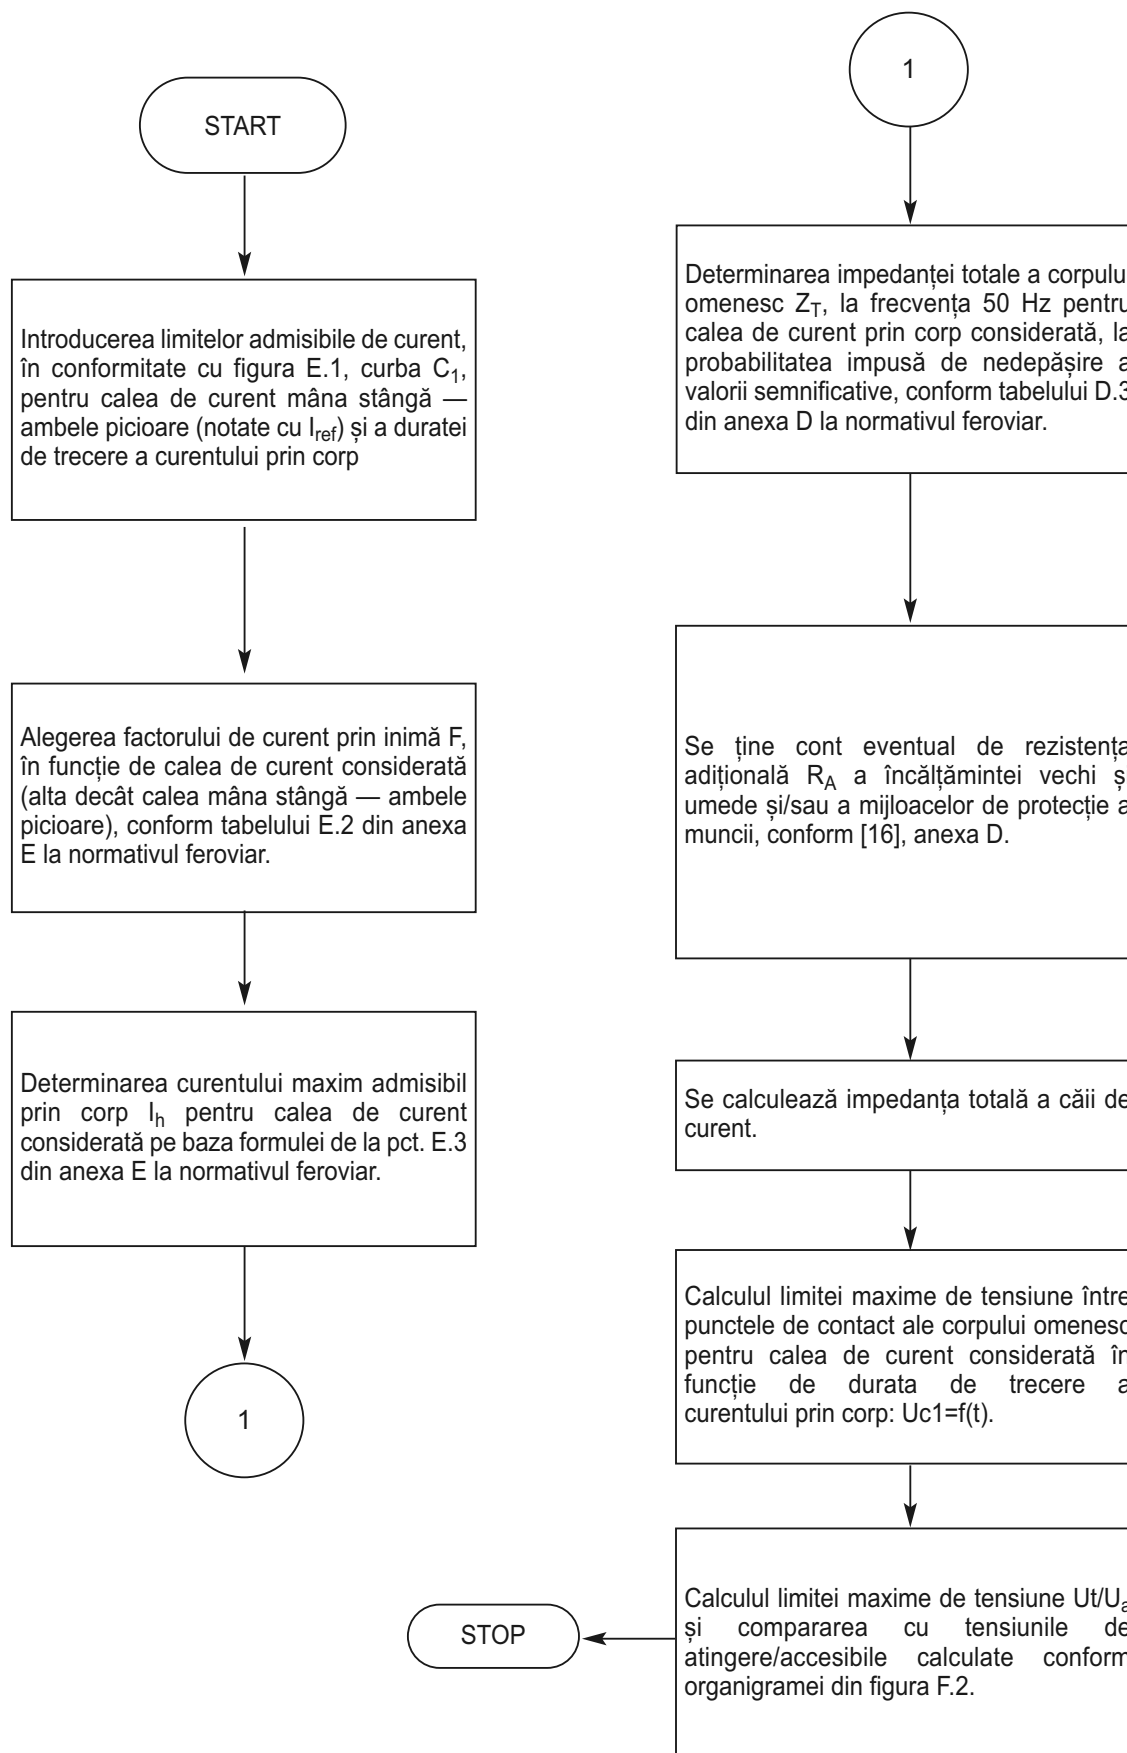 START
Introducerea limitelor admisibile de curent,
în conformitate cu figura E.1, curba C1,
pentru calea de curent mâna stângă —
ambele picioare (notate cu Iref) și a duratei
de trecere a curentului prin corp
Alegerea factorului de curent prin inimă F,
în funcție de calea de curent considerată
(alta decât calea mâna stângă — ambele
picioare), conform tabelului E.2 din anexa
E la normativul feroviar.
Determinarea curentului maxim admisibil
prin corp Ih pentru calea de curent
considerată pe baza formulei de la pct. E.3
din anexa E la normativul feroviar.
1
1
Determinarea impedanței totale a corpului
omenesc ZT, la frecvența 50 Hz pentru
calea de curent prin corp considerată, la
probabilitatea impusă de nedepășire a
valorii semnificative, conform tabelului D.3
din anexa D la normativul feroviar.
Se ține cont eventual de rezistența
adițională RA a încălțămintei vechi și
umede și/sau a mijloacelor de protecție a
muncii, conform [16], anexa D.
Se calculează impedanța totală a căii de
curent.
Calculul limitei maxime de tensiune între
punctele de contact ale corpului omenesc
pentru calea de curent considerată în
funcție de durata de trecere a
curentului prin corp: Uc1=f(t).
Calculul limitei maxime de tensiune Ut/Ua
și compararea cu tensiunile de
atingere/accesibile calculate conform
organigramei din figura F.2.
STOP